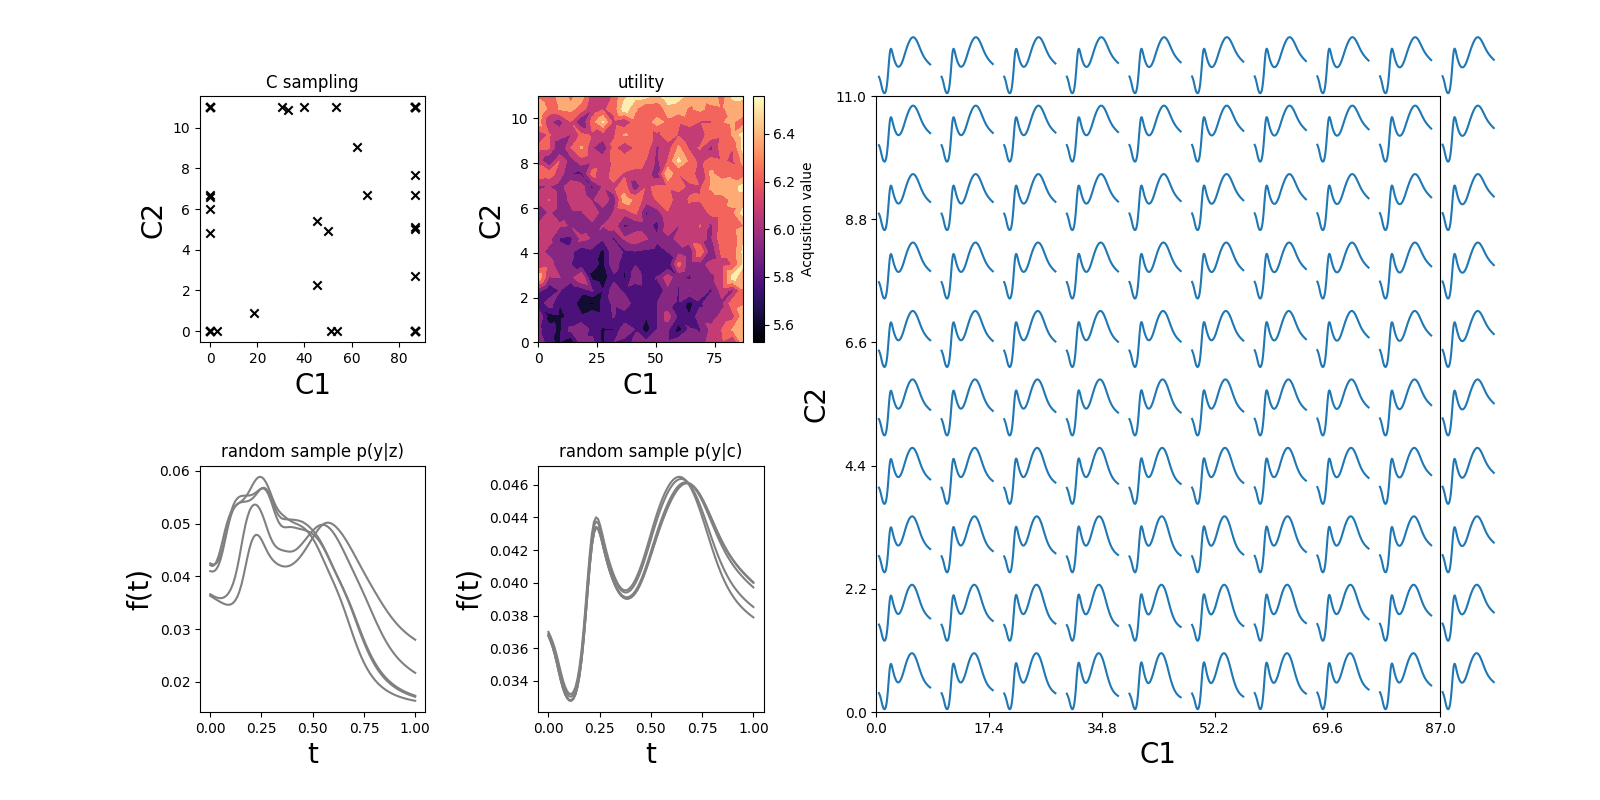 C sampling
10
8
6
4
2
0
C2
0 20 40 60 80
C1
utility
10
8
6
4
2
0
C2
0 25 50 75
C1
6.4
6.2
6.0
5.8
5.6
Acqusition value
random sample p(y|z)
0.06
0.05
0.04
0.03
0.02
f(t)
0.00 0.25 0.50 0.75 1.00
t
random sample p(y|c)
0.046
0.044
0.042
0.040
0.038
0.036
0.034
f(t)
0.00 0.25 0.50 0.75 1.00
t
11.0
8.8
6.6
4.4
2.2
0.0
C2
0.0 17.4 34.8 52.2 69.6 87.0
C1